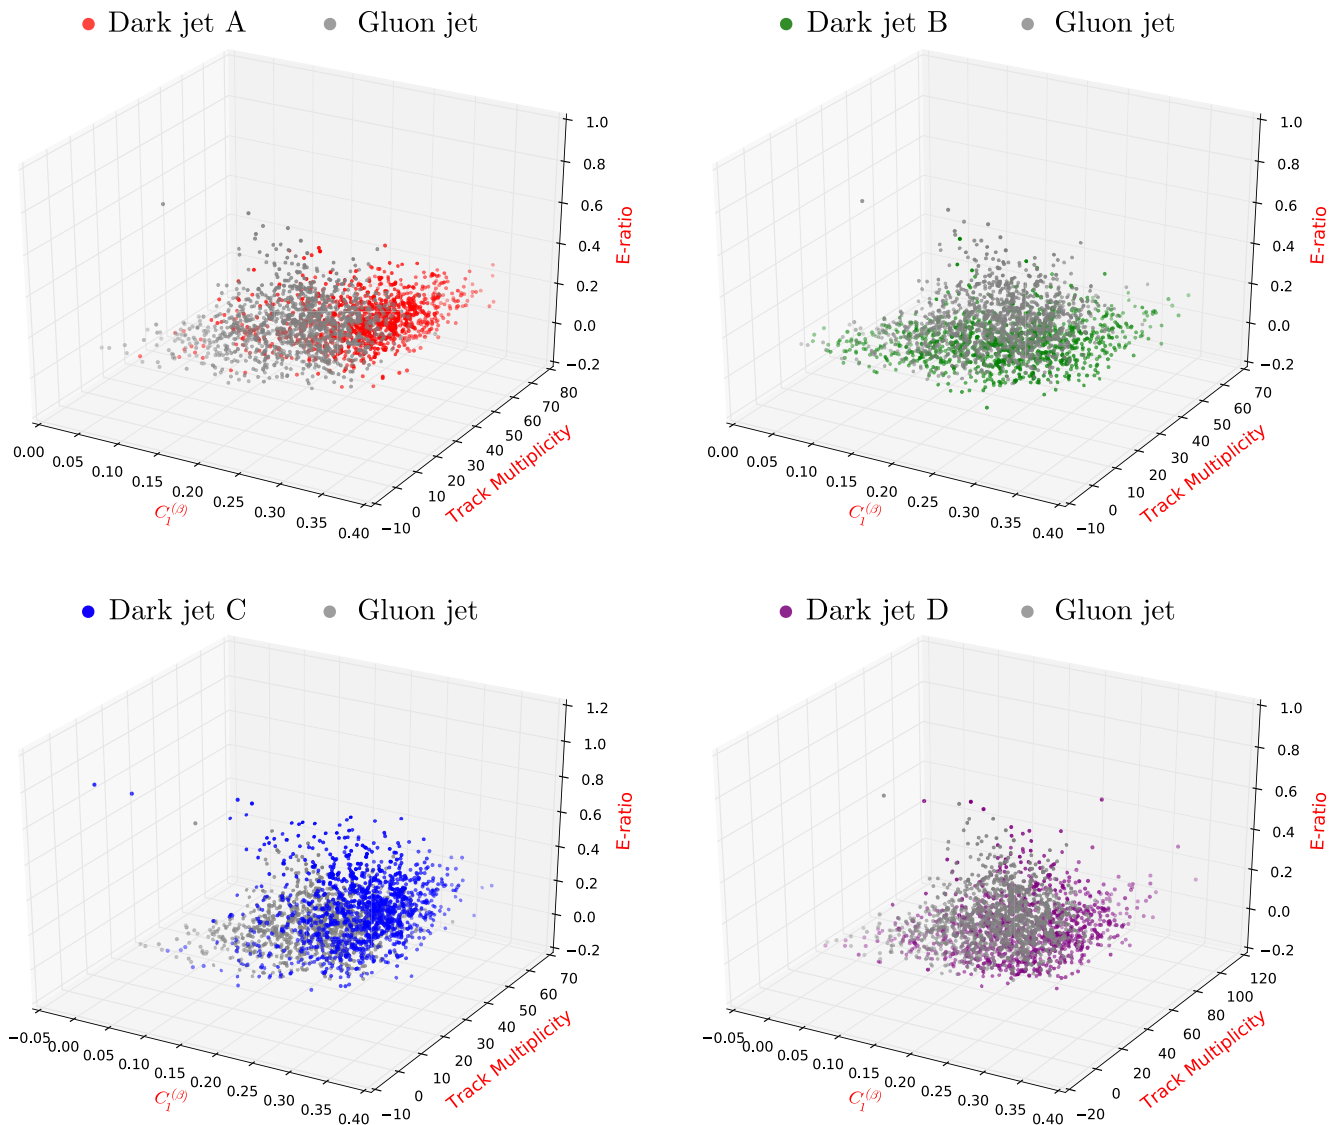 Dark jet A Gluon jet
1.0
0.8
0.6
0.4
0.2
0.0
−0.2
E-ratio
0.00 0.05 0.10 0.15 0.20 0.25 0.30 0.35 0.40
C₁⁽ᵝ⁾
−10 0 10 20 30 40 50 60 70 80
Track Multiplicity
Dark jet B Gluon jet
1.0
0.8
0.6
0.4
0.2
0.0
−0.2
E-ratio
0.00 0.05 0.10 0.15 0.20 0.25 0.30 0.35 0.40
C₁⁽ᵝ⁾
−10 0 10 20 30 40 50 60 70
Track Multiplicity
Dark jet C Gluon jet
1.2
1.0
0.8
0.6
0.4
0.2
0.0
−0.2
E-ratio
−0.05 0.00 0.05 0.10 0.15 0.20 0.25 0.30 0.35 0.40
C₁⁽ᵝ⁾
−10 0 10 20 30 40 50 60 70
Track Multiplicity
Dark jet D Gluon jet
1.0
0.8
0.6
0.4
0.2
0.0
−0.2
E-ratio
−0.05 0.00 0.05 0.10 0.15 0.20 0.25 0.30 0.35 0.40
C₁⁽ᵝ⁾
−20 0 20 40 60 80 100 120
Track Multiplicity